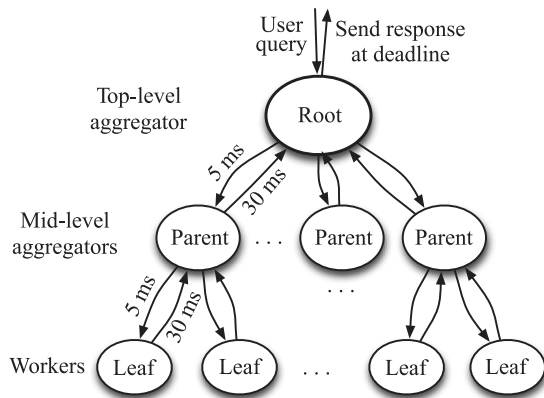 User
query
Send response
at deadline
Top-level
aggregator
Root
5 ms
30 ms
Mid-level
aggregators
Parent
. . .
Parent
Parent
. . .
5 ms
30 ms
Workers
Leaf
Leaf
. . .
Leaf
Leaf